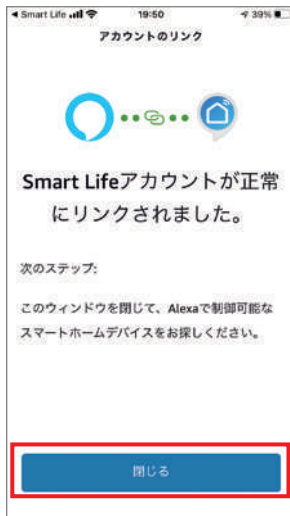 ◀ Smart Life 19:50 39%
アカウントのリンク
Smart Lifeアカウントが正常
にリンクされました。
次のステップ:
このウィンドウを閉じて、Alexaで制御可能な
スマートホームデバイスをお探しください。
閉じる